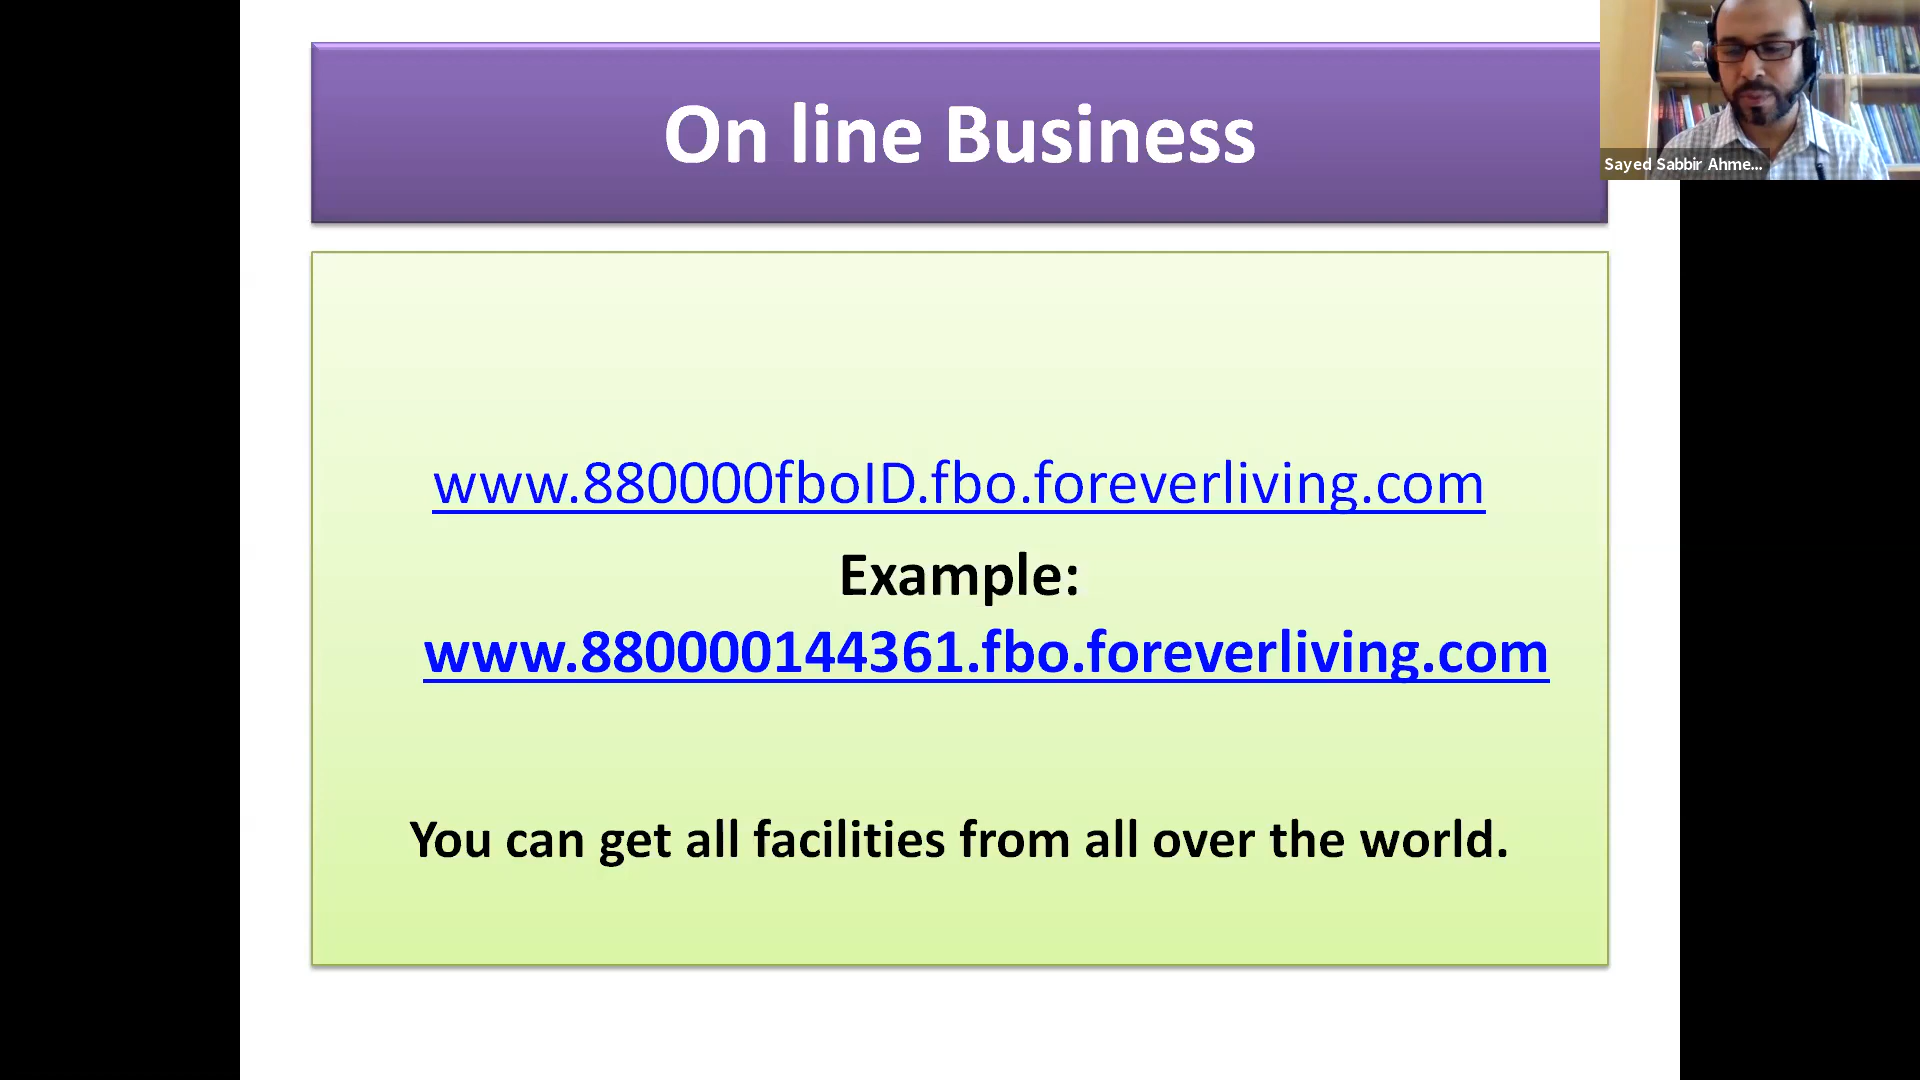 On line Business
Sayed Sabbir Ahme...
www.880000fboID.fbo.foreverliving.com
Example:
www.880000144361.fbo.foreverliving.com
You can get all facilities from all over the world.